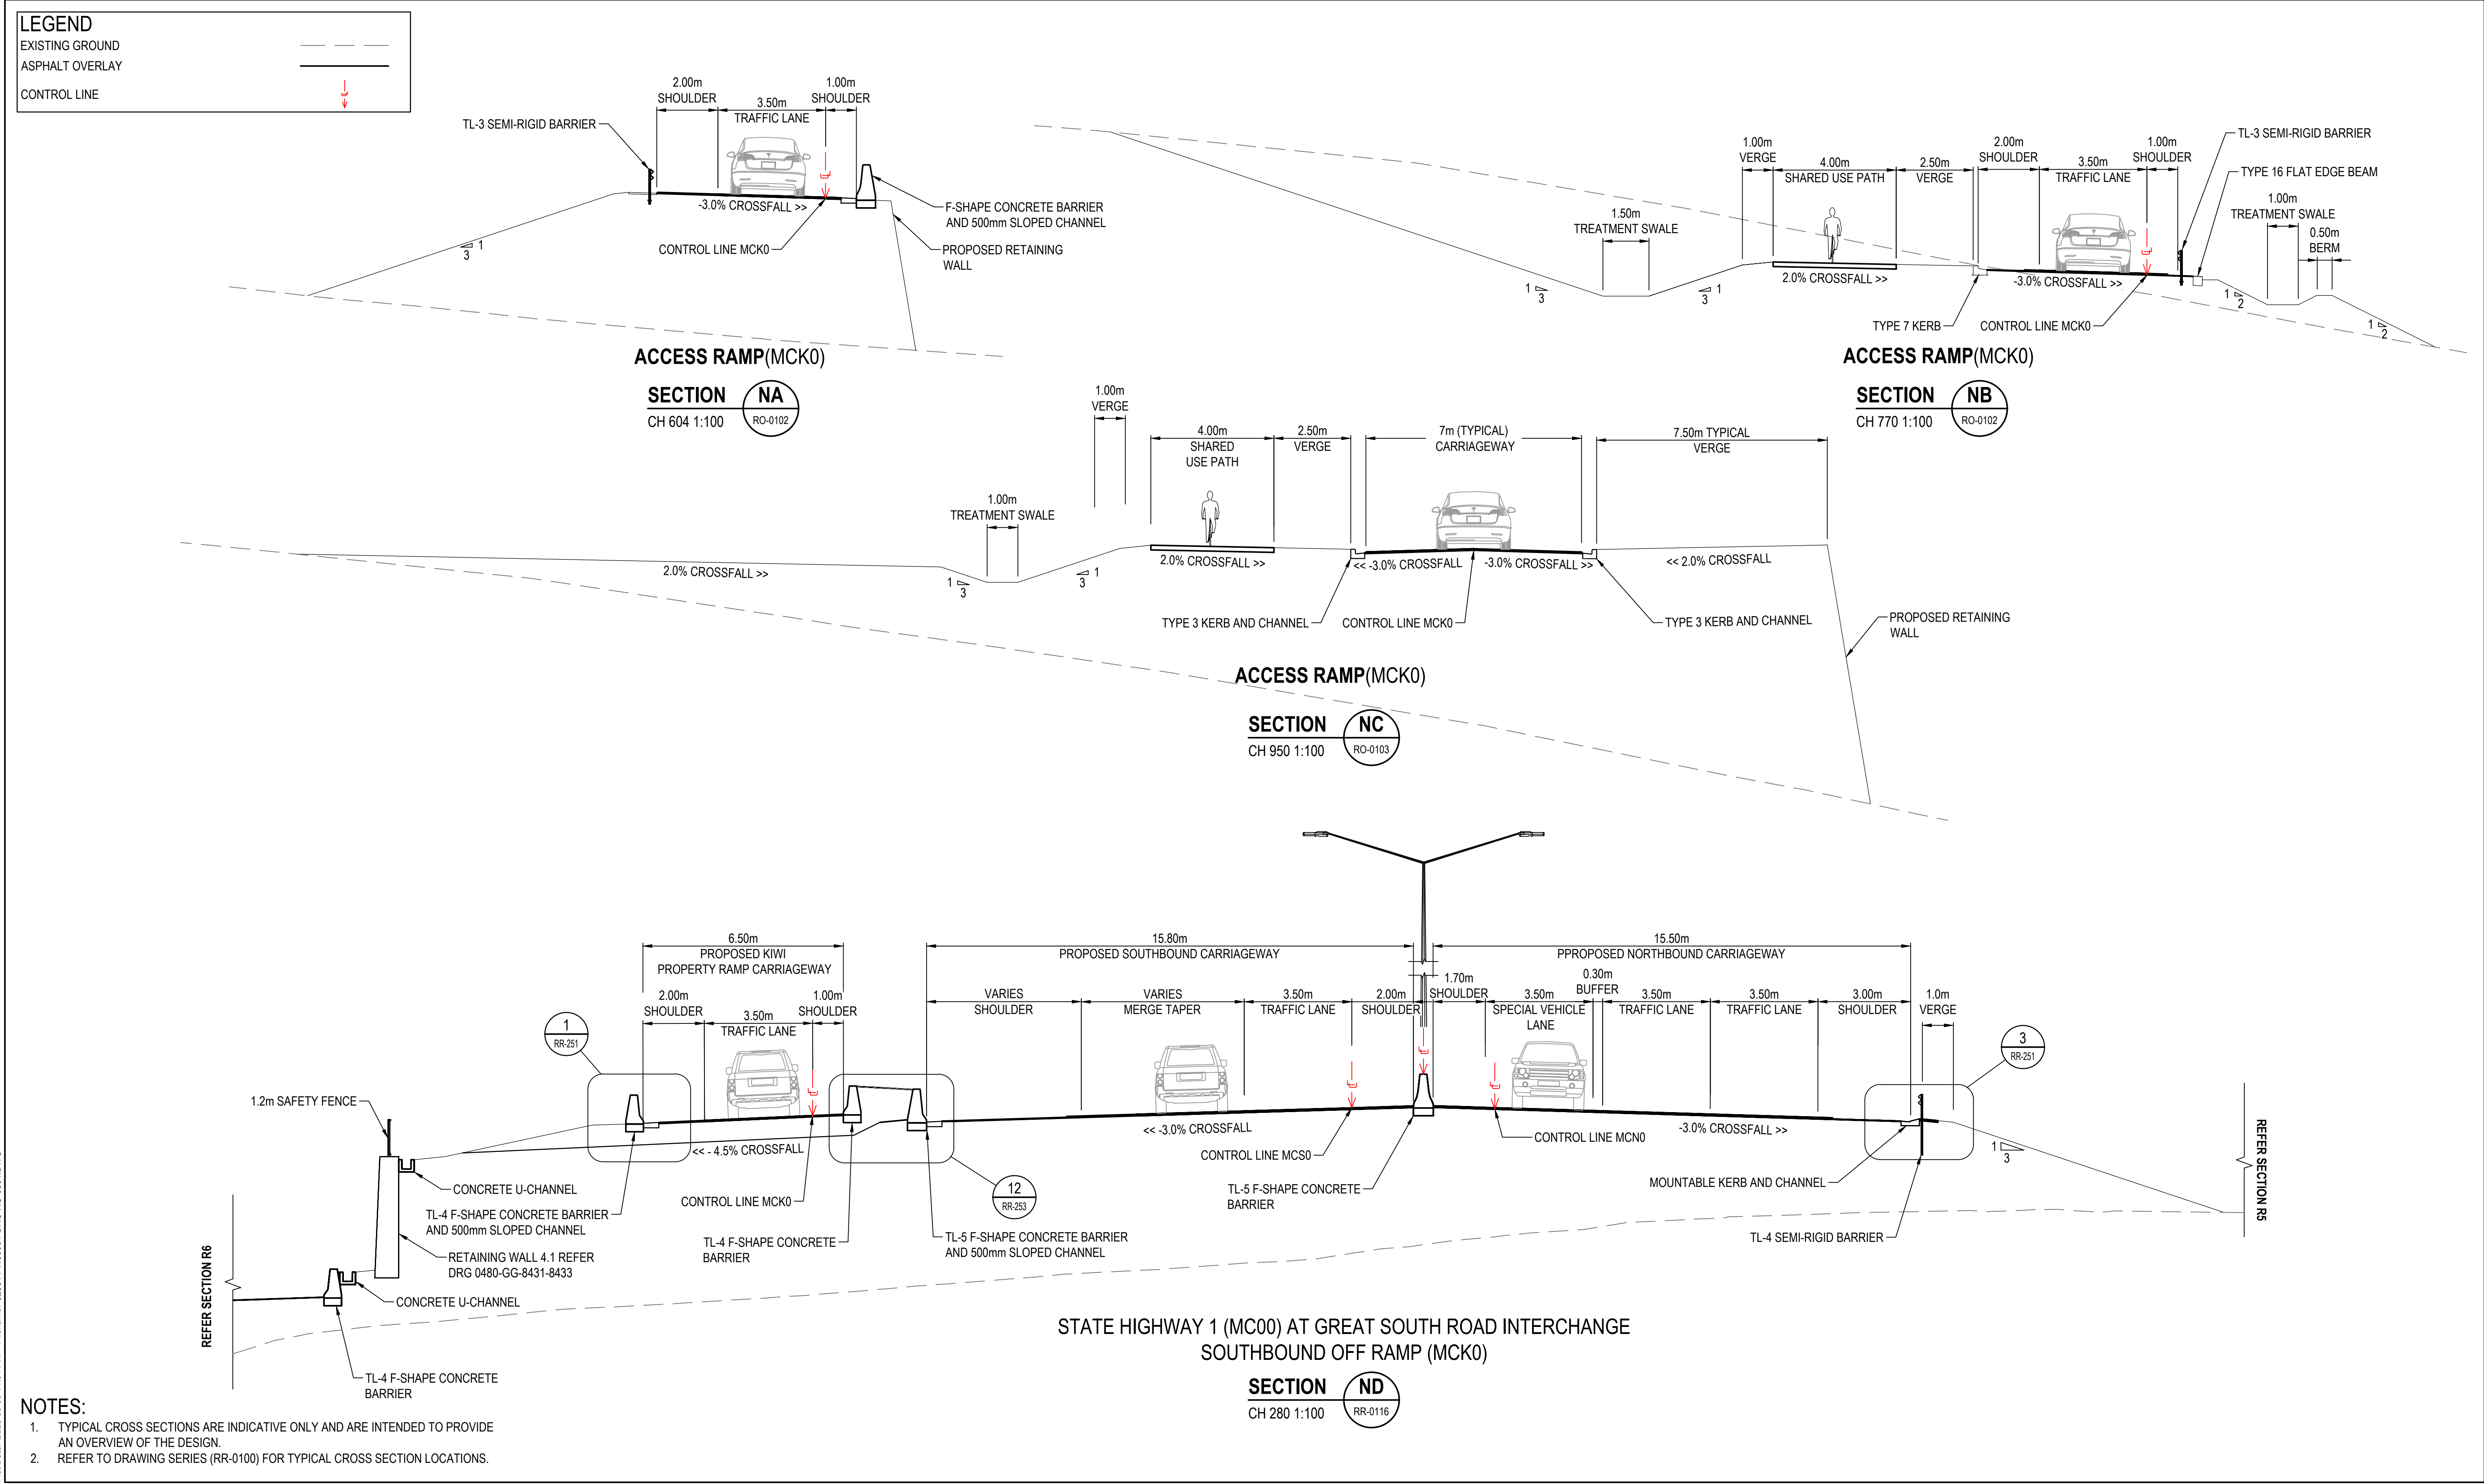 LEGEND
EXISTING GROUND
ASPHALT OVERLAY
CONTROL LINE
2.00m
SHOULDER
3.50m
TRAFFIC LANE
1.00m
SHOULDER
TL-3 SEMI-RIGID BARRIER
-3.0% CROSSFALL >>
F-SHAPE CONCRETE BARRIER
AND 500mm SLOPED CHANNEL
CONTROL LINE MCK0
PROPOSED RETAINING
WALL
1
3
ACCESS RAMP(MCK0)
SECTION
NA
CH 604 1:100
RO-0102
1.00m
VERGE
4.00m
SHARED USE PATH
2.50m
VERGE
2.00m
SHOULDER
3.50m
TRAFFIC LANE
1.00m
SHOULDER
TL-3 SEMI-RIGID BARRIER
TYPE 16 FLAT EDGE BEAM
1.00m
TREATMENT SWALE
0.50m
BERM
1.50m
TREATMENT SWALE
2.0% CROSSFALL >>
-3.0% CROSSFALL >>
1
3
1
3
1
2
1
2
TYPE 7 KERB
CONTROL LINE MCK0
ACCESS RAMP(MCK0)
SECTION
NB
CH 770 1:100
RO-0102
1.00m
VERGE
4.00m
SHARED
USE PATH
2.50m
VERGE
7m (TYPICAL)
CARRIAGEWAY
7.50m TYPICAL
VERGE
1.00m
TREATMENT SWALE
2.0% CROSSFALL >>
1
3
1
3
2.0% CROSSFALL >>
<< -3.0% CROSSFALL
-3.0% CROSSFALL >>
<< 2.0% CROSSFALL
TYPE 3 KERB AND CHANNEL
CONTROL LINE MCK0
TYPE 3 KERB AND CHANNEL
PROPOSED RETAINING
WALL
ACCESS RAMP(MCK0)
SECTION
NC
CH 950 1:100
RO-0103
6.50m
PROPOSED KIWI
PROPERTY RAMP CARRIAGEWAY
15.80m
PROPOSED SOUTHBOUND CARRIAGEWAY
15.50m
PPROPOSED NORTHBOUND CARRIAGEWAY
2.00m
SHOULDER
3.50m
TRAFFIC LANE
1.00m
SHOULDER
VARIES
SHOULDER
VARIES
MERGE TAPER
3.50m
TRAFFIC LANE
2.00m
SHOULDER
1.70m
SHOULDER
3.50m
SPECIAL VEHICLE
LANE
0.30m
BUFFER
3.50m
TRAFFIC LANE
3.50m
TRAFFIC LANE
3.00m
SHOULDER
1.0m
VERGE
1
RR-251
3
RR-251
12
RR-253
1.2m SAFETY FENCE
<< - 4.5% CROSSFALL
<< -3.0% CROSSFALL
-3.0% CROSSFALL >>
1
3
CONCRETE U-CHANNEL
TL-4 F-SHAPE CONCRETE BARRIER
AND 500mm SLOPED CHANNEL
CONTROL LINE MCK0
TL-4 F-SHAPE CONCRETE
BARRIER
TL-5 F-SHAPE CONCRETE BARRIER
AND 500mm SLOPED CHANNEL
CONTROL LINE MCS0
TL-5 F-SHAPE CONCRETE
BARRIER
CONTROL LINE MCN0
MOUNTABLE KERB AND CHANNEL
TL-4 SEMI-RIGID BARRIER
RETAINING WALL 4.1 REFER
DRG 0480-GG-8431-8433
CONCRETE U-CHANNEL
TL-4 F-SHAPE CONCRETE
BARRIER
REFER SECTION R6
REFER SECTION R5
STATE HIGHWAY 1 (MC00) AT GREAT SOUTH ROAD INTERCHANGE
SOUTHBOUND OFF RAMP (MCK0)
SECTION
ND
CH 280 1:100
RR-0116
NOTES:
1. TYPICAL CROSS SECTIONS ARE INDICATIVE ONLY AND ARE INTENDED TO PROVIDE
AN OVERVIEW OF THE DESIGN.
2. REFER TO DRAWING SERIES (RR-0100) FOR TYPICAL CROSS SECTION LOCATIONS.